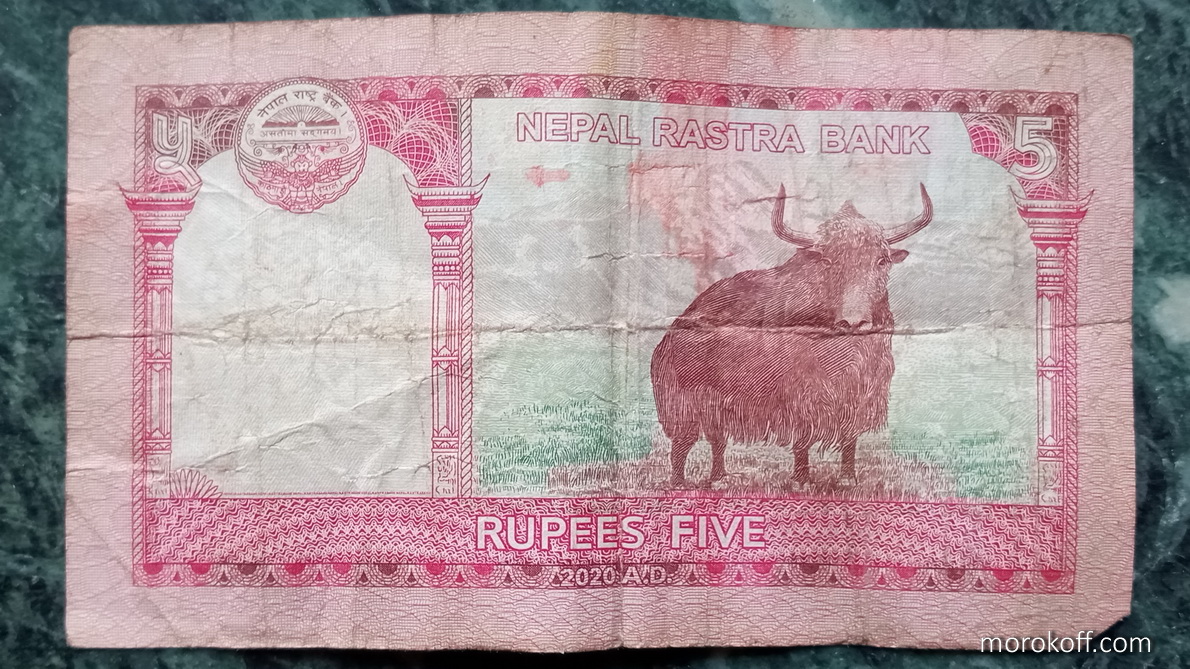 ५
नेपाल राष्ट्र बैंक
असतोमा सद्गमय।
NEPAL RASTRA BANK
5
RUPEES FIVE
2020 A.D.
morokoff.com